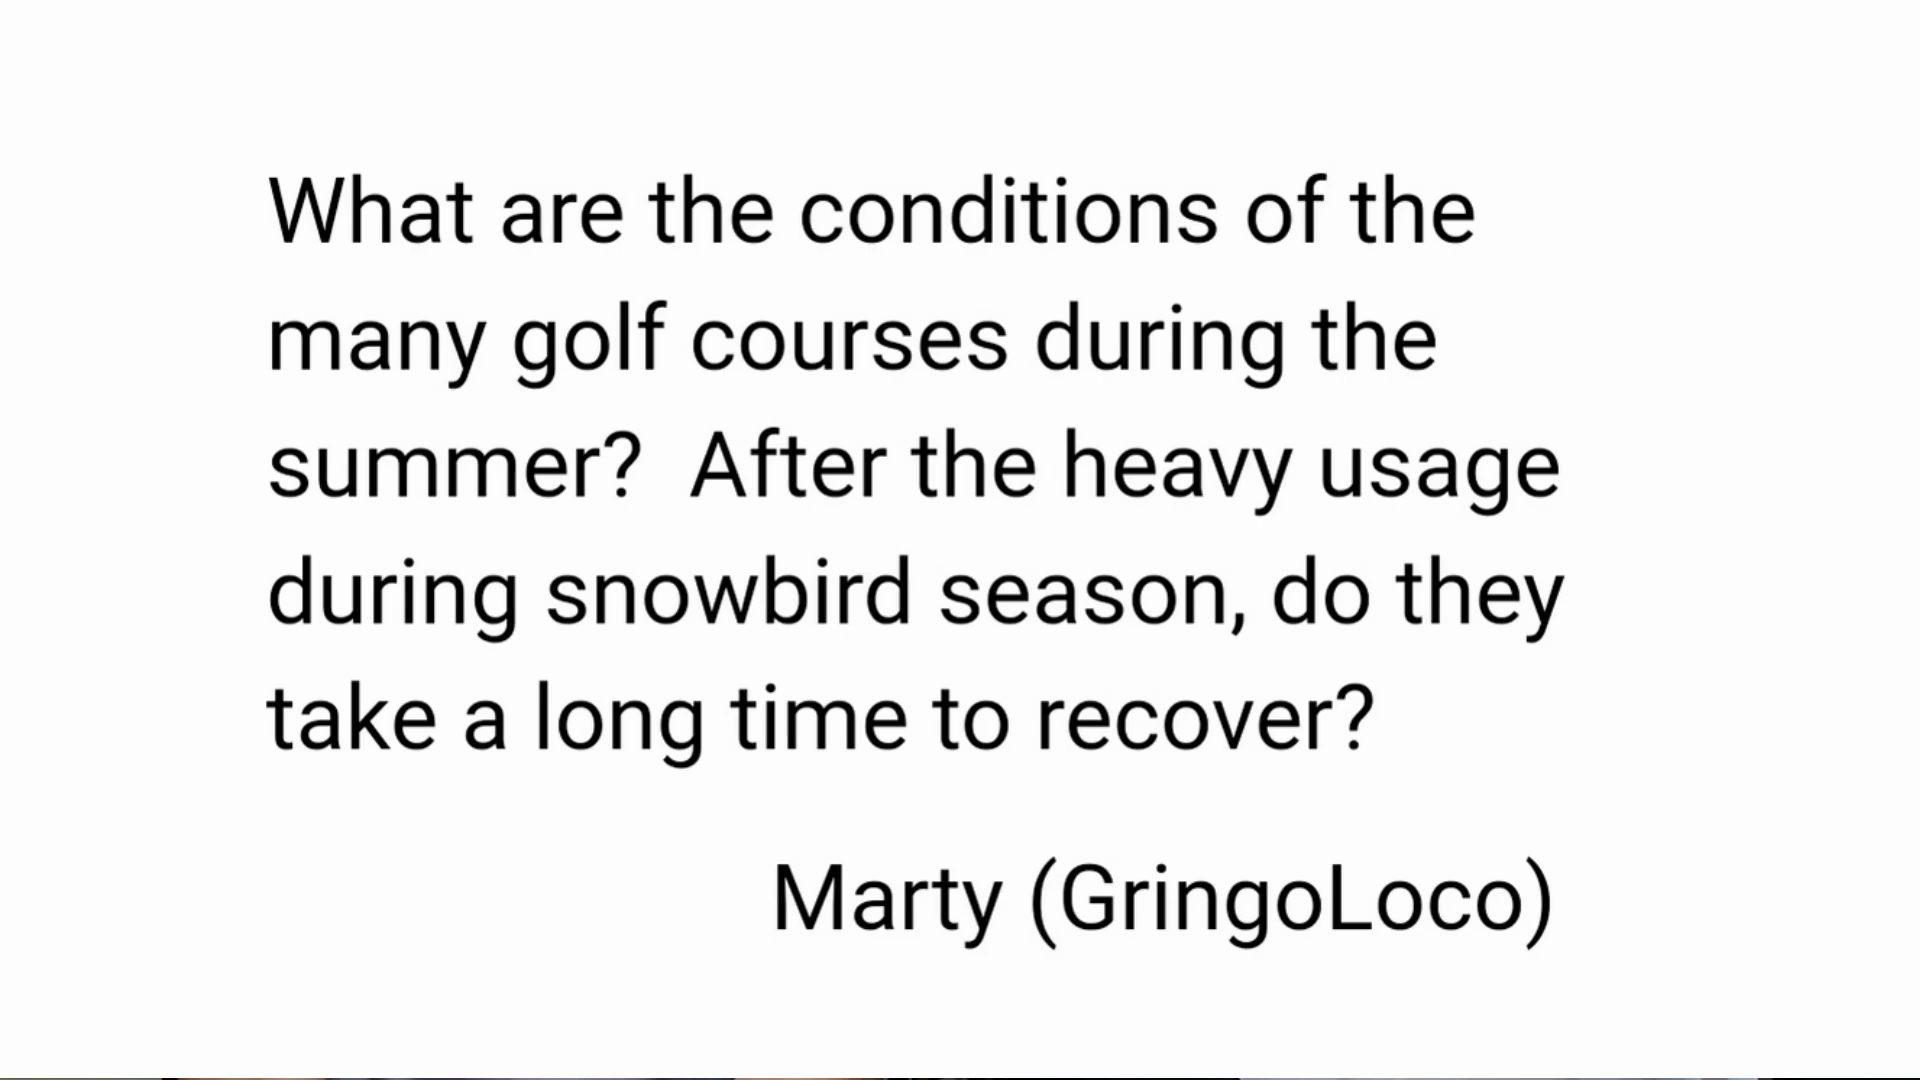 What are the conditions of the
many golf courses during the
summer?  After the heavy usage
during snowbird season, do they
take a long time to recover?
Marty (GringoLoco)